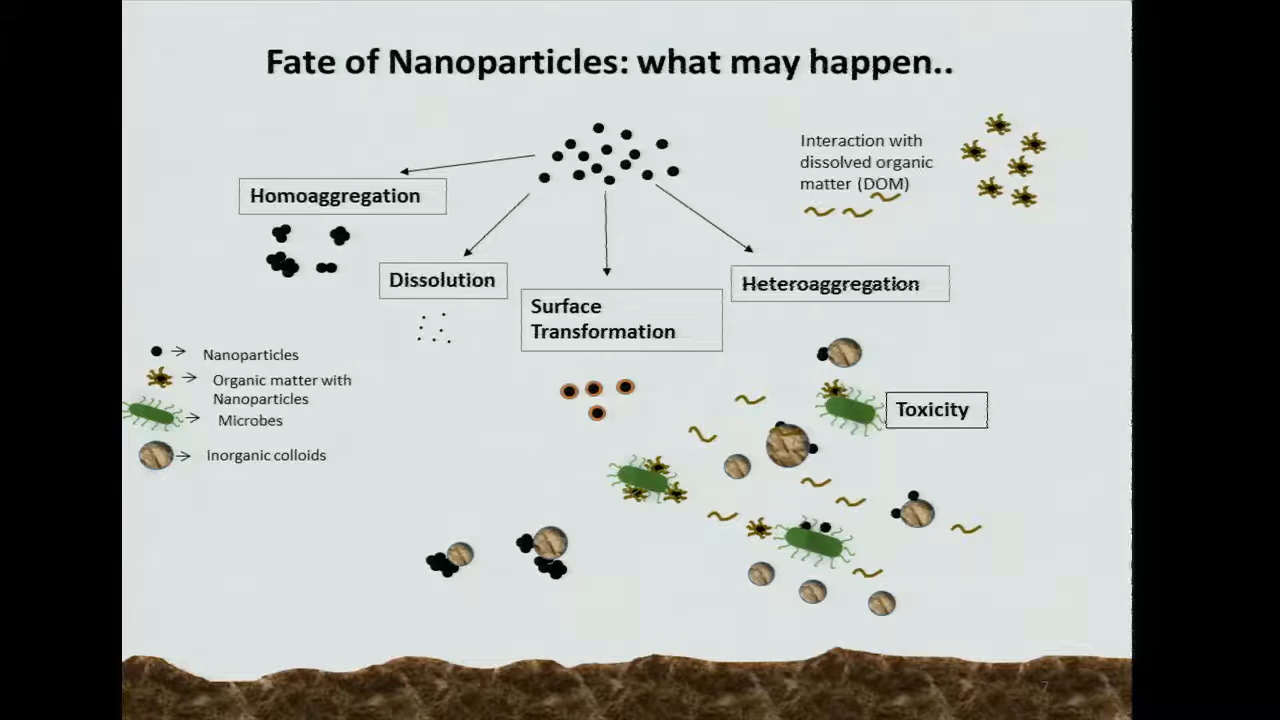 Fate of Nanoparticles: what may happen..
Interaction with
dissolved organic
matter (DOM)
Homoaggregation
Dissolution
Surface
Transformation
Heteroaggregation
Nanoparticles
Organic matter with
Nanoparticles
Microbes
Inorganic colloids
Toxicity
7